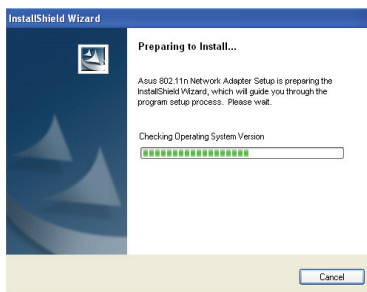 InstallShield Wizard
Preparing to Install...
Asus 802.11n Network Adapter Setup is preparing the
InstallShield Wizard, which will guide you through the
program setup process. Please wait.
Checking Operating System Version
Cancel